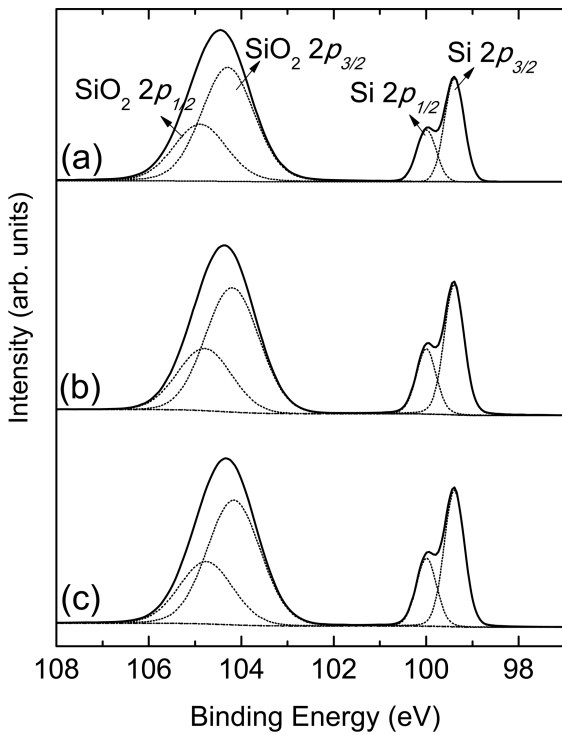 SiO2 2p3/2
Si 2p3/2
SiO2 2p1/2
Si 2p1/2
(a)
(b)
(c)
Intensity (arb. units)
108 106 104 102 100 98
Binding Energy (eV)